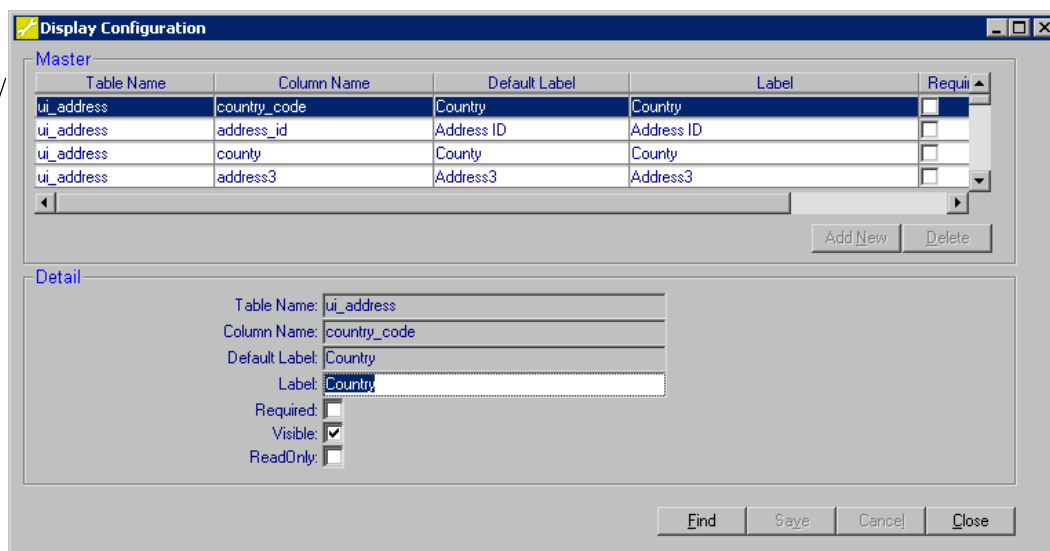 Display Configuration
Master
Table Name Column Name Default Label Label Requir
ui_address country_code Country Country
ui_address address_id Address ID Address ID
ui_address county County County
ui_address address3 Address3 Address3
Add New Delete
Detail
Table Name: ui_address
Column Name: country_code
Default Label: Country
Label: Country
Required:
Visible:
ReadOnly:
Find Save Cancel Close